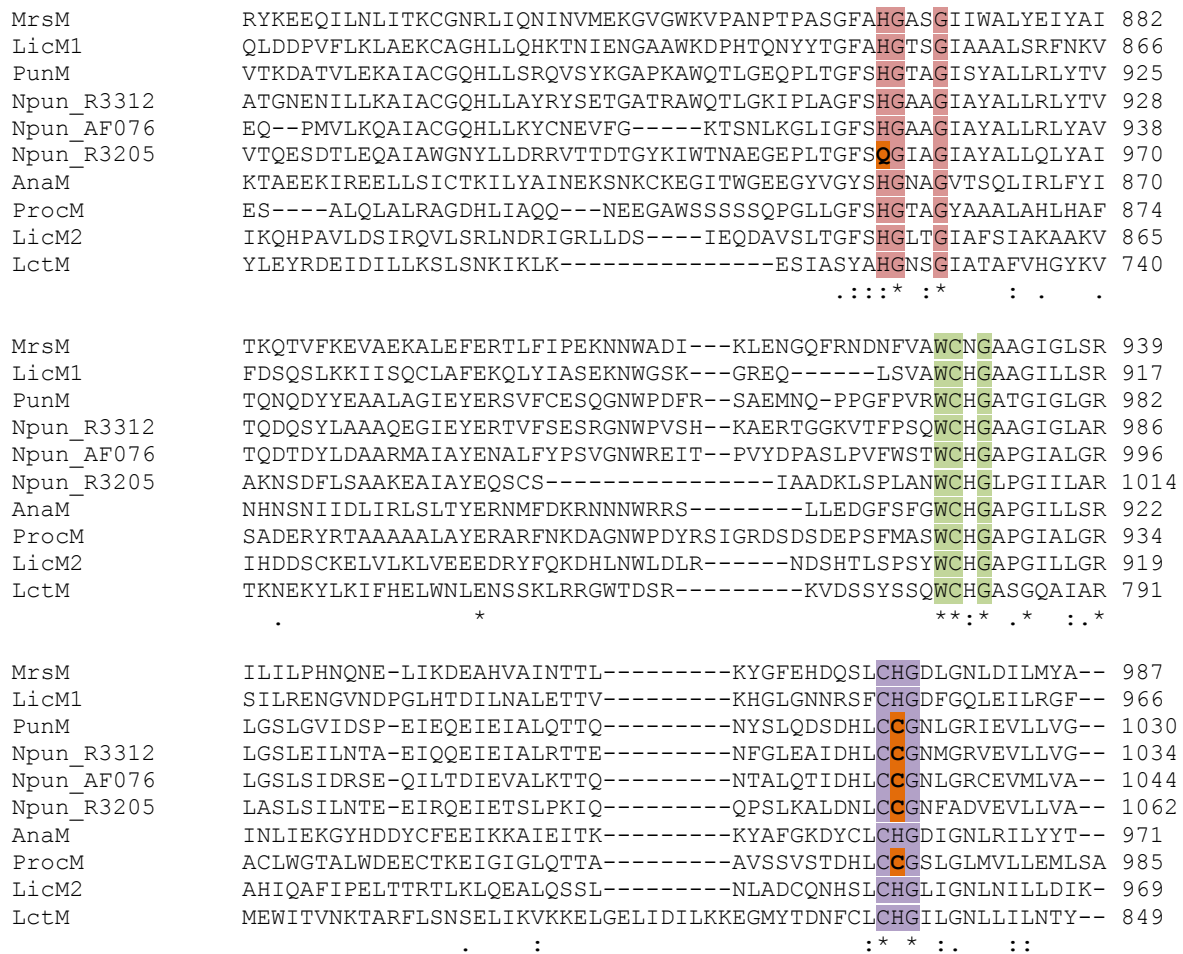 MrsM RYKEEQILNLITKCGNRLIQNINVMEKGVGWKVPANPTPASGFAHGASGIIWALYEIYAI 882
LicM1 QLDDPVFLKLAEKCAGHLLQHKTNIENGAAWKDPHTQNYYTGFAHGTSGIAAALSRFNKV 866
PunM VTKDATVLEKAIACGQHLLSRQVSYKGAPKAWQTLGEQPLTGFSHGTAGISYALLRLYTV 925
Npun_R3312 ATGNENILLKAIACGQHLLAYRYSETGATRAWQTLGKIPLAGFSHGAAGIAYALLRLYTV 928
Npun_AF076 EQ--PMVLKQAIACGQHLLKYCNEVFG-----KTSNLKGLIGFSHGAAGIAYALLRLYAV 938
Npun_R3205 VTQESDTLEQAIAWGNYLLDRRVTTDTGYKIWTNAEGEPLTGFSQGIAGIAYALLQLYAI 970
AnaM KTAEEKIREELLSICTKILYAINEKSNKCKEGITWGEEGYVGYSHGNAGVTSQLIRLFYI 870
ProcM ES----ALQLALRAGDHLIAQQ---NEEGAWSSSSSQPGLLGFSHGTAGYAAALAHLHAF 874
LicM2 IKQHPAVLDSIRQVLSRLNDRIGRLLDS----IEQDAVSLTGFSHGLTGIAFSIAKAAKV 865
LctM YLEYRDEIDILLKSLSNKIKLK---------------ESIASYAHGNSGIATAFVHGYKV 740
.:::* :* : . .
MrsM TKQTVFKEVAEKALEFERTLFIPEKNNWADI---KLENGQFRNDNFVAWCNGAAGIGLSR 939
LicM1 FDSQSLKKIISQCLAFEKQLYIASEKNWGSK---GREQ------LSVAWCHGAAGILLSR 917
PunM TQNQDYYEAALAGIEYERSVFCESQGNWPDFR--SAEMNQ-PPGFPVRWCHGATGIGLGR 982
Npun_R3312 TQDQSYLAAAQEGIEYERTVFSESRGNWPVSH--KAERTGGKVTFPSQWCHGAAGIGLAR 986
Npun_AF076 TQDTDYLDAARMAIAYENALFYPSVGNWREIT--PVYDPASLPVFWSTWCHGAPGIALGR 996
Npun_R3205 AKNSDFLSAAKEAIAYEQSCS----------------IAADKLSPLANWCHGLPGIILAR 1014
AnaM NHNSNIIDLIRLSLTYERNMFDKRNNNWRRS--------LLEDGFSFGWCHGAPGILLSR 922
ProcM SADERYRTAAAAALAYERARFNKDAGNWPDYRSIGRDSDSDEPSFMASWCHGAPGIALGR 934
LicM2 IHDDSCKELVLKLVEEEDRYFQKDHLNWLDLR------NDSHTLSPSYWCHGAPGILLGR 919
LctM TKNEKYLKIFHELWNLENSSKLRRGWTDSR---------KVDSSYSSQWCHGASGQAIAR 791
. * **:* .* :.*
MrsM ILILPHNQNE-LIKDEAHVAINTTL---------KYGFEHDQSLCHGDLGNLDILMYA-- 987
LicM1 SILRENGVNDPGLHTDILNALETTV---------KHGLGNNRSFCHGDFGQLEILRGF-- 966
PunM LGSLGVIDSP-EIEQEIEIALQTTQ---------NYSLQDSDHLCCGNLGRIEVLLVG-- 1030
Npun_R3312 LGSLEILNTA-EIQQEIEIALRTTE---------NFGLEAIDHLCCGNMGRVEVLLVG-- 1034
Npun_AF076 LGSLSIDRSE-QILTDIEVALKTTQ---------NTALQTIDHLCCGNLGRCEVMLVA-- 1044
Npun_R3205 LASLSILNTE-EIRQEIETSLPKIQ---------QPSLKALDNLCCGNFADVEVLLVA-- 1062
AnaM INLIEKGYHDDYCFEEIKKAIEITK---------KYAFGKDYCLCHGDIGNLRILYYT-- 971
ProcM ACLWGTALWDEECTKEIGIGLQTTA---------AVSSVSTDHLCCGSLGLMVLLEMLSA 985
LicM2 AHIQAFIPELTTRTLKLQEALQSSL---------NLADCQNHSLCHGLIGNLNILLDIK- 969
LctM MEWITVNKTARFLSNSELIKVKKELGELIDILKKEGMYTDNFCLCHGILGNLLILNTY-- 849
. : :* * :. ::